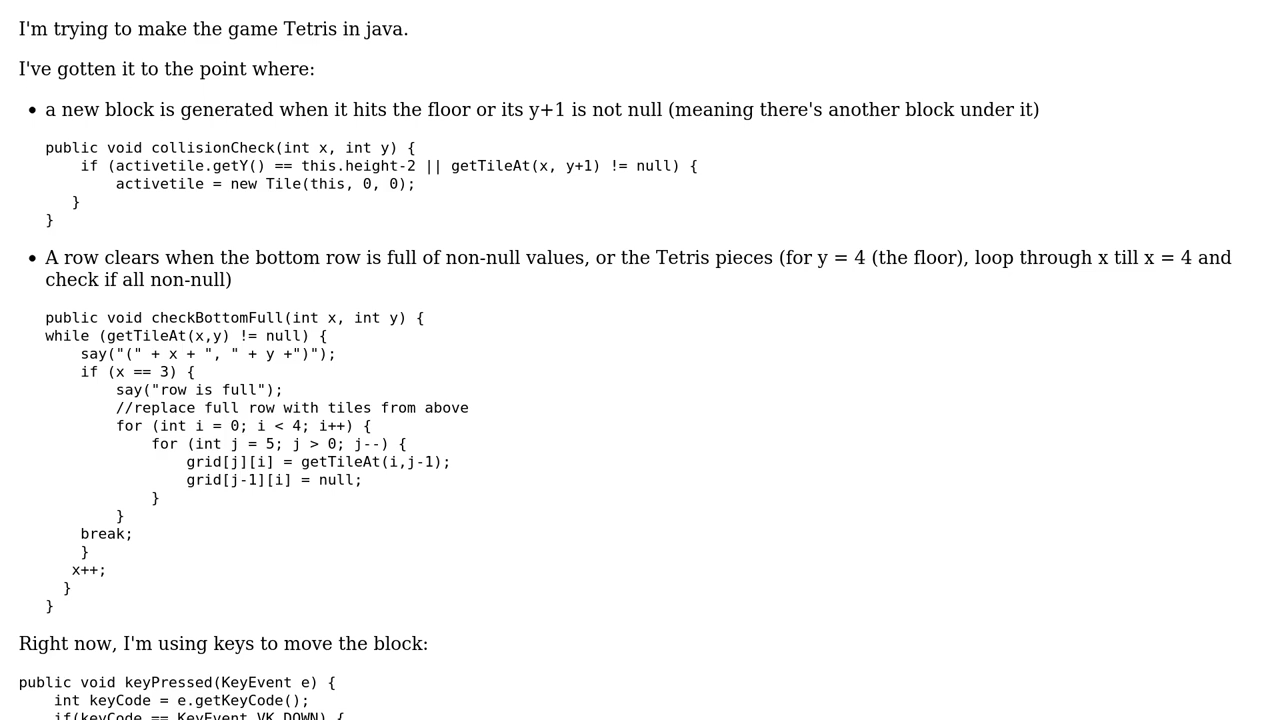 I'm trying to make the game Tetris in java.
I've gotten it to the point where:
• a new block is generated when it hits the floor or its y+1 is not null (meaning there's another block under it)
public void collisionCheck(int x, int y) {
    if (activetile.getY() == this.height-2 || getTileAt(x, y+1) != null) {
        activetile = new Tile(this, 0, 0);
   }
}
• A row clears when the bottom row is full of non-null values, or the Tetris pieces (for y = 4 (the floor), loop through x till x = 4 and
check if all non-null)
public void checkBottomFull(int x, int y) {
while (getTileAt(x,y) != null) {
    say("(" + x + ", " + y +")");
    if (x == 3) {
        say("row is full");
        //replace full row with tiles from above
        for (int i = 0; i < 4; i++) {
            for (int j = 5; j > 0; j--) {
                grid[j][i] = getTileAt(i,j-1);
                grid[j-1][i] = null;
            }
        }
    break;
    }
   x++;
  }
}
Right now, I'm using keys to move the block:
public void keyPressed(KeyEvent e) {
    int keyCode = e.getKeyCode();
    if(keyCode == KeyEvent.VK_DOWN) {